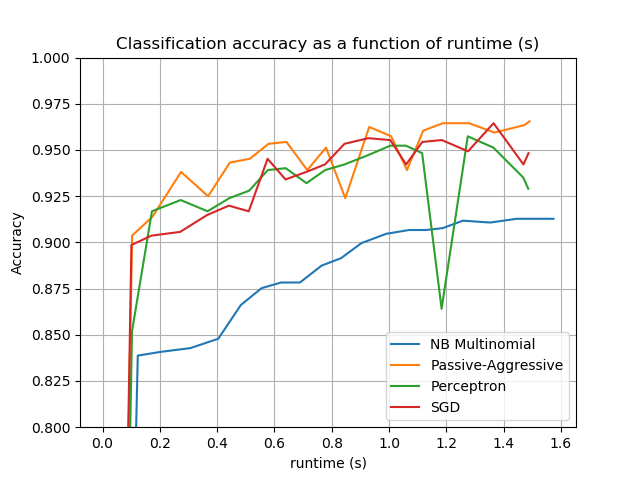 Classification accuracy as a function of runtime (s)
1.000
0.975
0.950
0.925
0.900
0.875
0.850
0.825
0.800
Accuracy
NB Multinomial
Passive-Aggressive
Perceptron
SGD
0.0 0.2 0.4 0.6 0.8 1.0 1.2 1.4 1.6
runtime (s)